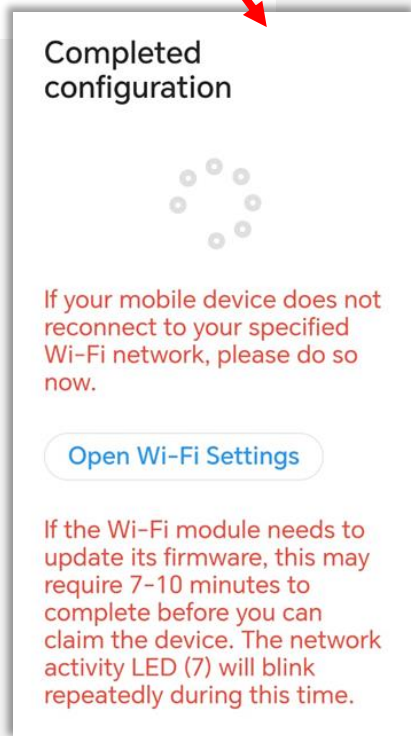 Completed
configuration
If your mobile device does not
reconnect to your specified
Wi-Fi network, please do so
now.
Open Wi-Fi Settings
If the Wi-Fi module needs to
update its firmware, this may
require 7-10 minutes to
complete before you can
claim the device. The network
activity LED (7) will blink
repeatedly during this time.